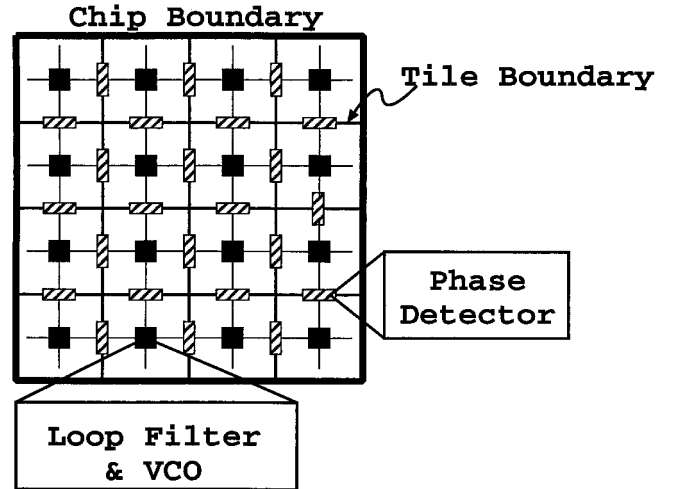 Chip Boundary
Tile Boundary
Phase
Detector
Loop Filter
& VCO